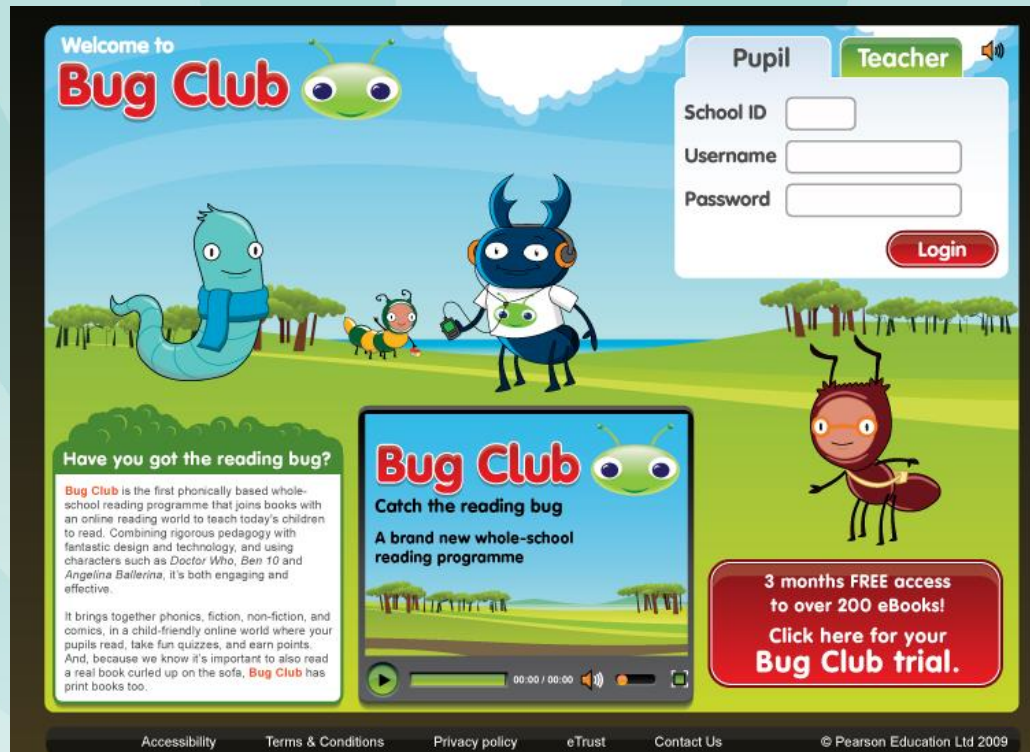 Welcome to
Bug Club
Pupil
Teacher
School ID
Username
Password
Login
Have you got the reading bug?
Bug Club is the first phonically based whole-
school reading programme that joins books with
an online reading world to teach today's children
to read. Combining rigorous pedagogy with
fantastic design and technology, and using
characters such as Doctor Who, Ben 10 and
Angelina Ballerina, it's both engaging and
effective.
It brings together phonics, fiction, non-fiction, and
comics, in a child-friendly online world where your
pupils read, take fun quizzes, and earn points.
And, because we know it's important to also read
a real book curled up on the sofa, Bug Club has
print books too.
Bug Club
Catch the reading bug
A brand new whole-school
reading programme
00:00 / 00:00
3 months FREE access
to over 200 eBooks!
Click here for your
Bug Club trial.
Accessibility Terms & Conditions Privacy policy eTrust Contact Us © Pearson Education Ltd 2009